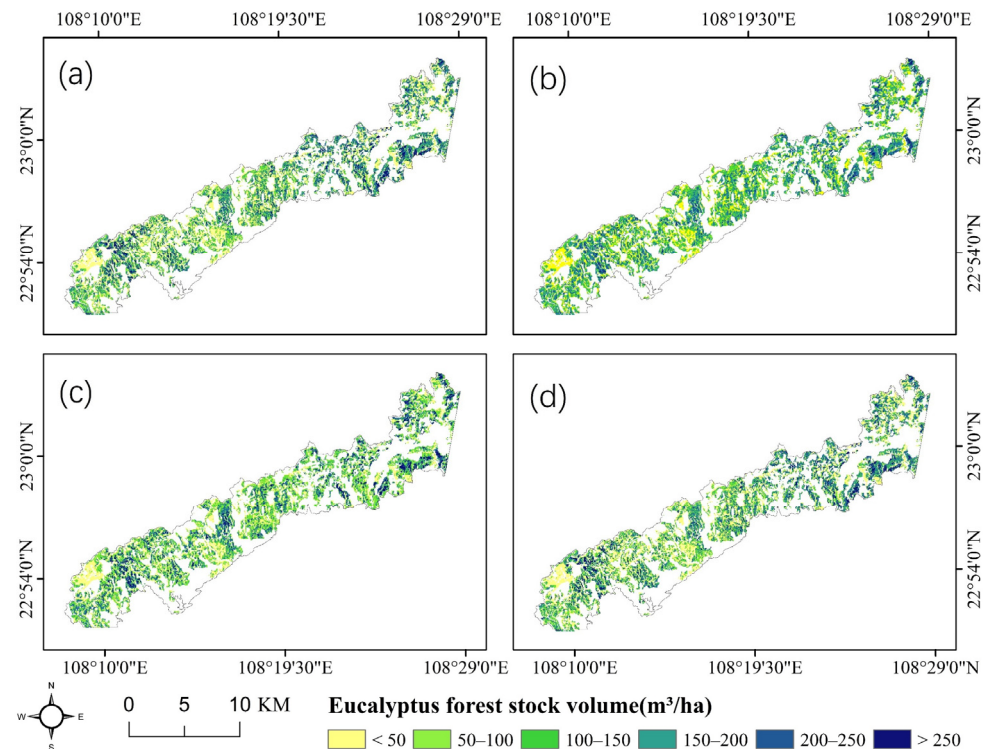 108°10'0"E 108°19'30"E 108°29'0"E 108°10'0"E 108°19'30"E 108°29'0"E
(a)
(b)
23°0'0"N
22°54'0"N
23°0'0"N
22°54'0"N
(c)
(d)
23°0'0"N
22°54'0"N
23°0'0"N
22°54'0"N
108°10'0"E 108°19'30"E 108°29'0"E 108°10'0"E 108°19'30"E 108°29'0"N
N
W E
S
0 5 10 KM
Eucalyptus forest stock volume(m³/ha)
< 50 50–100 100–150 150–200 200–250 > 250